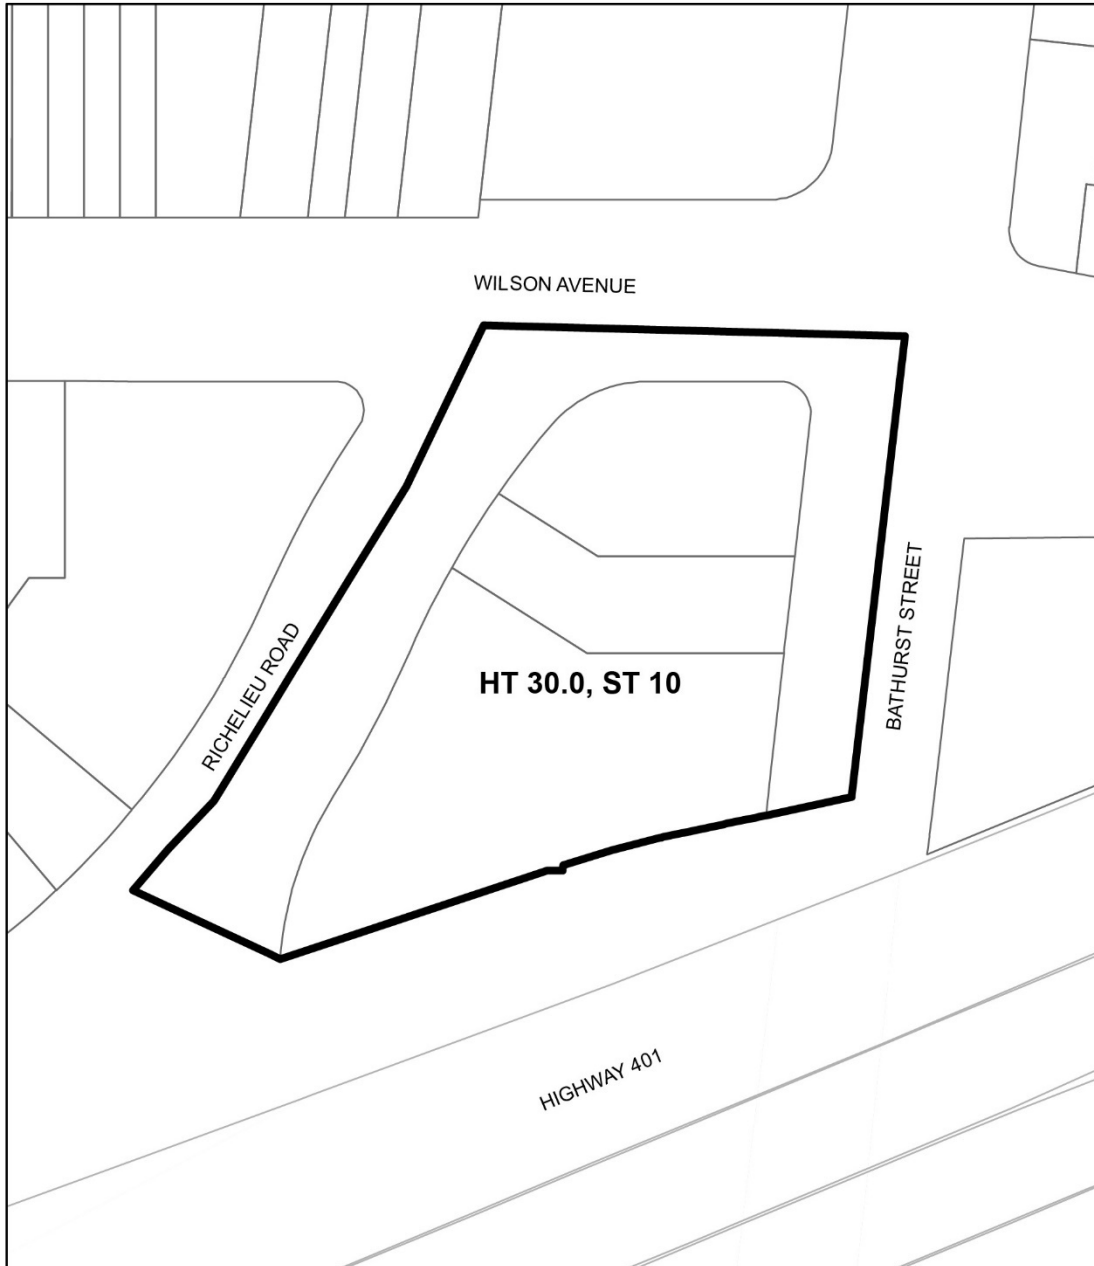 WILSON AVENUE
BATHURST STREET
RICHELIEU ROAD
HT 30.0, ST 10
HIGHWAY 401